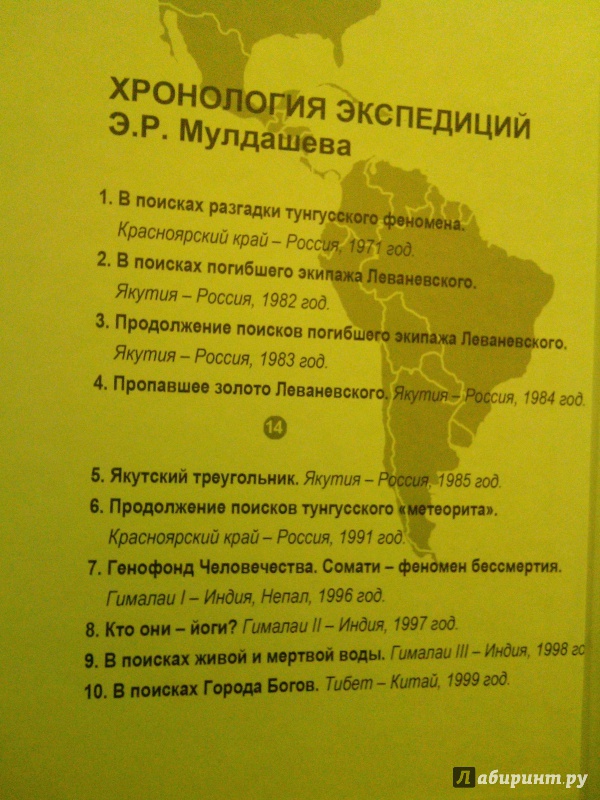 ХРОНОЛОГИЯ ЭКСПЕДИЦИЙ
Э.Р. Мулдашева
1. В поисках разгадки тунгусского феномена.
Красноярский край – Россия, 1971 год.
2. В поисках погибшего экипажа Леваневского.
Якутия – Россия, 1982 год.
3. Продолжение поисков погибшего экипажа Леваневского.
Якутия – Россия, 1983 год.
4. Пропавшее золото Леваневского. Якутия – Россия, 1984 год.
14
5. Якутский треугольник. Якутия – Россия, 1985 год.
6. Продолжение поисков тунгусского «метеорита».
Красноярский край – Россия, 1991 год.
7. Генофонд Человечества. Сомати – феномен бессмертия.
Гималаи I – Индия, Непал, 1996 год.
8. Кто они – йоги? Гималаи II – Индия, 1997 год.
9. В поисках живой и мертвой воды. Гималаи III – Индия, 1998 го
10. В поисках Города Богов. Тибет – Китай, 1999 год.
Лабиринт.ру